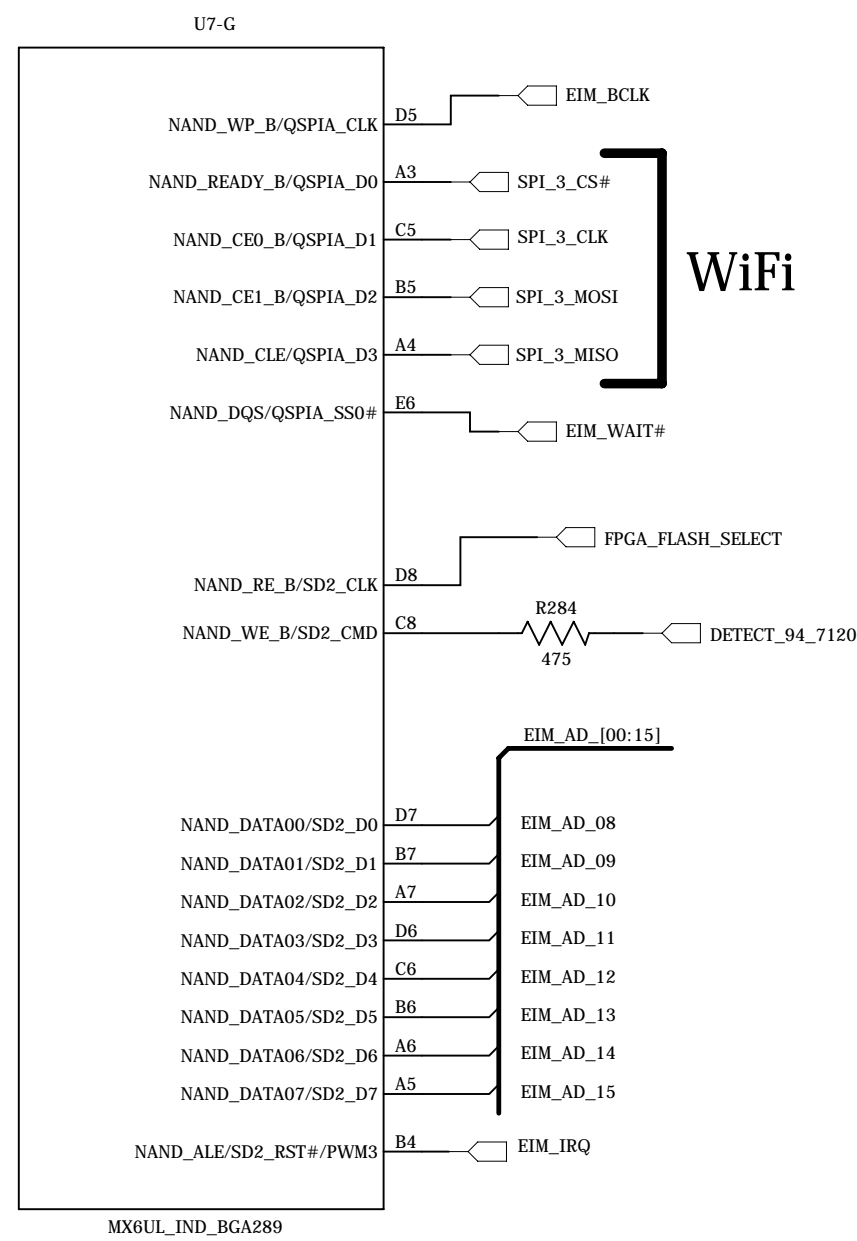 U7-G
NAND_WP_B/QSPIA_CLK D5 EIM_BCLK
NAND_READY_B/QSPIA_D0 A3 SPI_3_CS#
NAND_CE0_B/QSPIA_D1 C5 SPI_3_CLK
WiFi
NAND_CE1_B/QSPIA_D2 B5 SPI_3_MOSI
NAND_CLE/QSPIA_D3 A4 SPI_3_MISO
NAND_DQS/QSPIA_SS0# E6 EIM_WAIT#
FPGA_FLASH_SELECT
NAND_RE_B/SD2_CLK D8
R284
NAND_WE_B/SD2_CMD C8 DETECT_94_7120
475
EIM_AD_[00:15]
NAND_DATA00/SD2_D0 D7 EIM_AD_08
NAND_DATA01/SD2_D1 B7 EIM_AD_09
NAND_DATA02/SD2_D2 A7 EIM_AD_10
NAND_DATA03/SD2_D3 D6 EIM_AD_11
NAND_DATA04/SD2_D4 C6 EIM_AD_12
NAND_DATA05/SD2_D5 B6 EIM_AD_13
NAND_DATA06/SD2_D6 A6 EIM_AD_14
NAND_DATA07/SD2_D7 A5 EIM_AD_15
NAND_ALE/SD2_RST#/PWM3 B4 EIM_IRQ
MX6UL_IND_BGA289